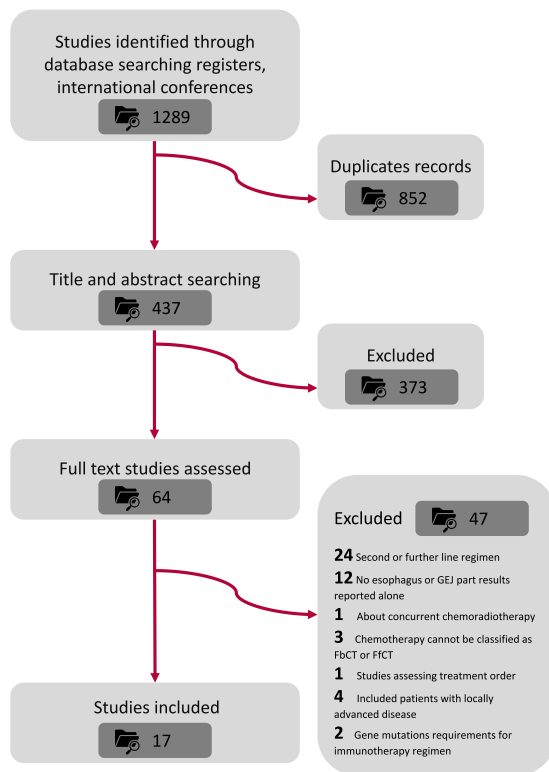 Studies identified through
database searching registers,
international conferences
1289
Duplicates records
852
Title and abstract searching
437
Excluded
373
Full text studies assessed
64
Excluded 47
24 Second or further line regimen
12 No esophagus or GEJ part results
reported alone
1 About concurrent chemoradiotherapy
3 Chemotherapy cannot be classified as
FbCT or FfCT
1 Studies assessing treatment order
4 Included patients with locally
advanced disease
2 Gene mutations requirements for
immunotherapy regimen
Studies included
17